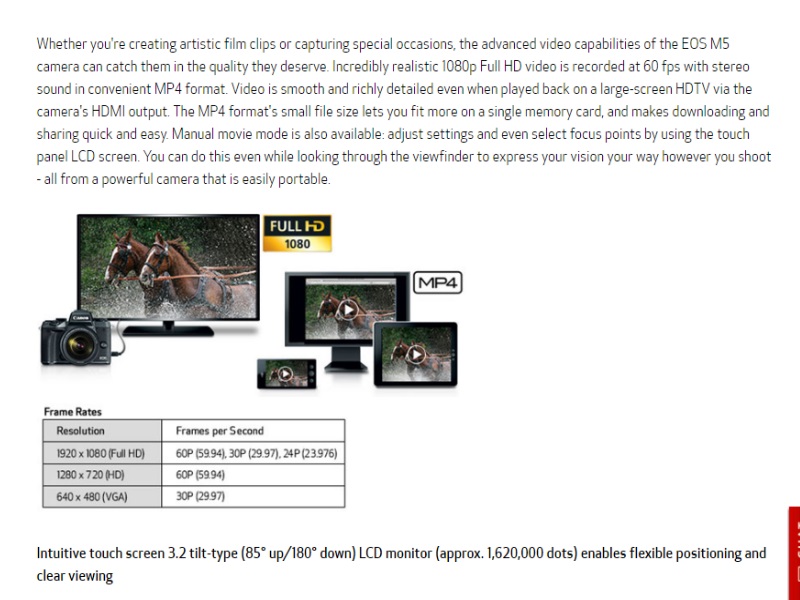 Whether you're creating artistic film clips or capturing special occasions, the advanced video capabilities of the EOS M5
camera can catch them in the quality they deserve. Incredibly realistic 1080p Full HD video is recorded at 60 fps with stereo
sound in convenient MP4 format. Video is smooth and richly detailed even when played back on a large-screen HDTV via the
camera's HDMI output. The MP4 format's small file size lets you fit more on a single memory card, and makes downloading and
sharing quick and easy. Manual movie mode is also available: adjust settings and even select focus points by using the touch
panel LCD screen. You can do this even while looking through the viewfinder to express your vision your way however you shoot
- all from a powerful camera that is easily portable.
FULL HD
1080
MP4
Canon
Frame Rates
Resolution Frames per Second
1920 x 1080 (Full HD) 60P (59.94), 30P (29.97), 24P (23.976)
1280 x 720 (HD) 60P (59.94)
640 x 480 (VGA) 30P (29.97)
Intuitive touch screen 3.2 tilt-type (85° up/180° down) LCD monitor (approx. 1,620,000 dots) enables flexible positioning and
clear viewing